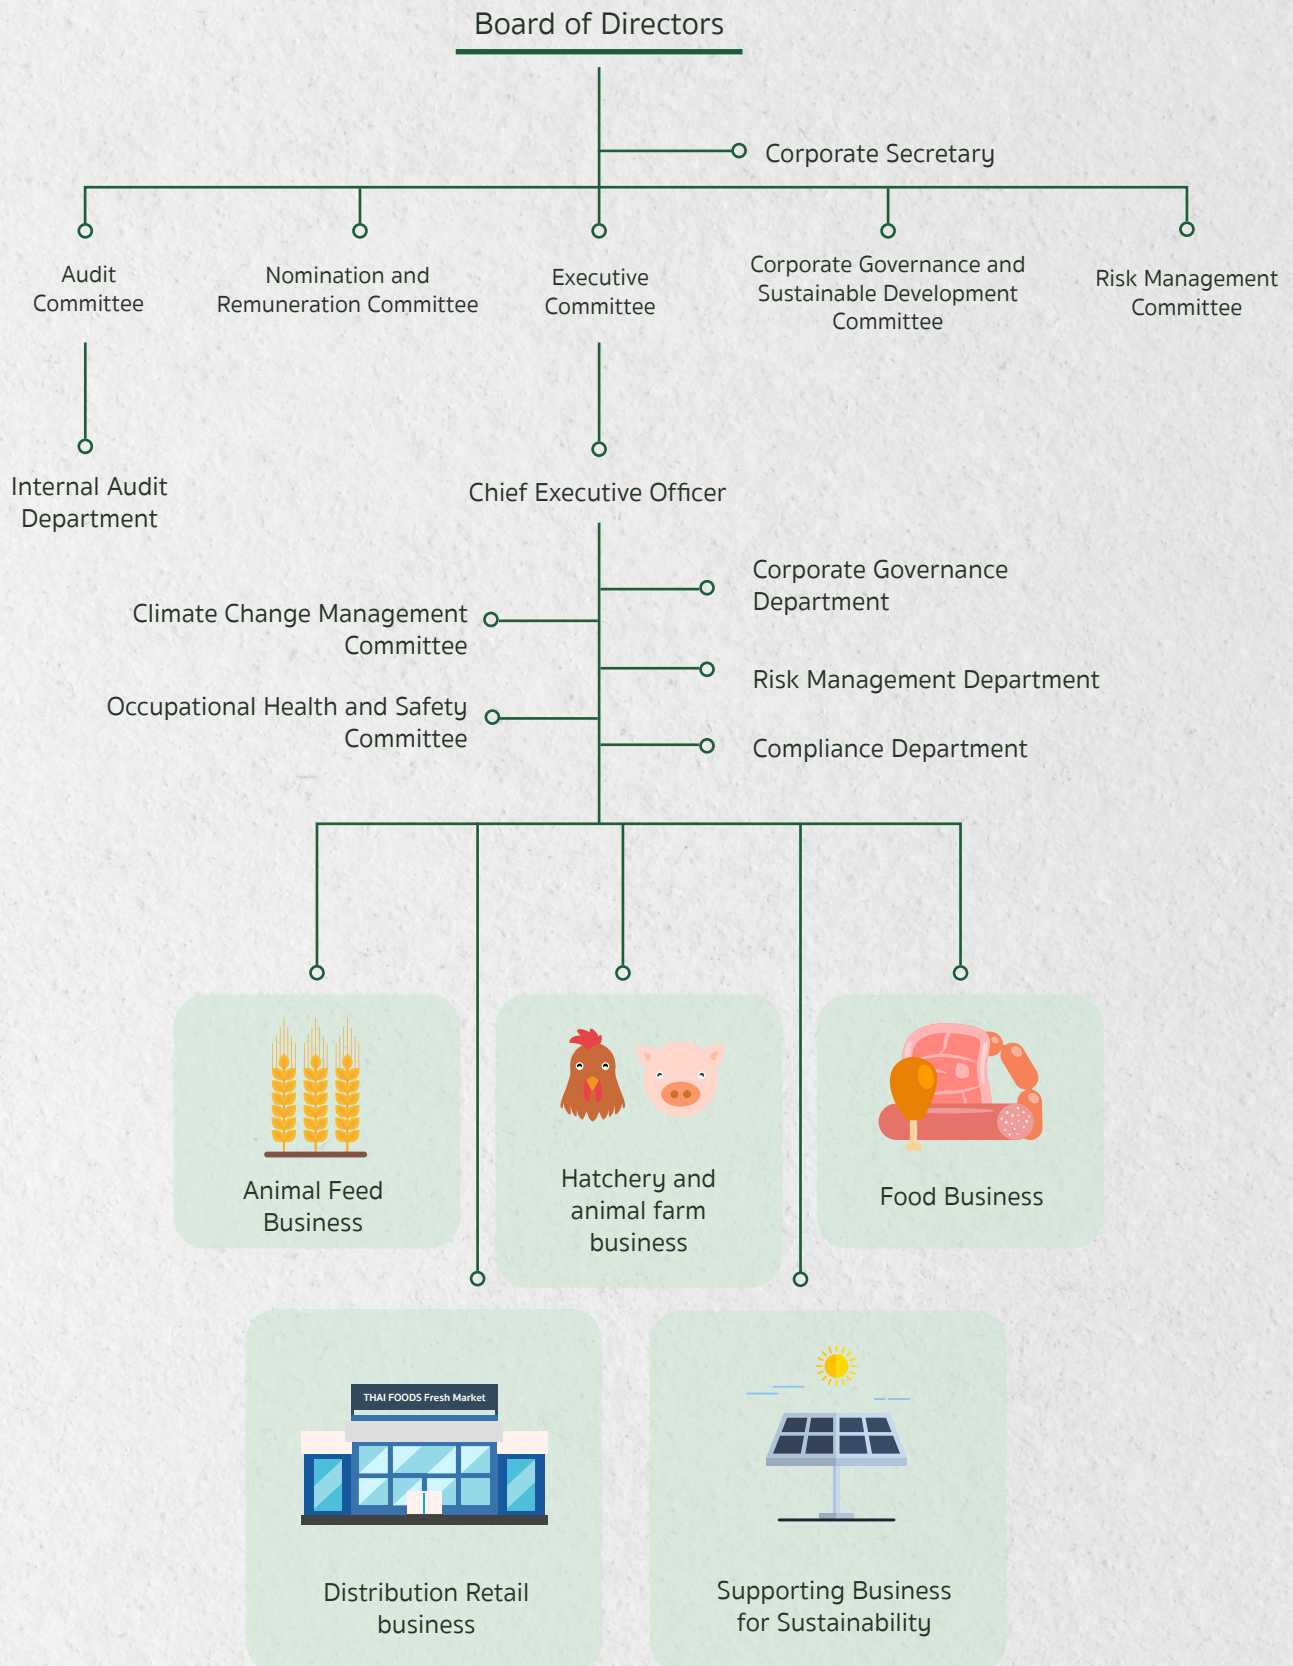 Board of Directors
Corporate Secretary
Audit
Committee
Nomination and
Remuneration Committee
Executive
Committee
Corporate Governance and
Sustainable Development
Committee
Risk Management
Committee
Internal Audit
Department
Chief Executive Officer
Climate Change Management
Committee
Occupational Health and Safety
Committee
Corporate Governance
Department
Risk Management Department
Compliance Department
Animal Feed
Business
Hatchery and
animal farm
business
Food Business
THAI FOODS Fresh Market
Distribution Retail
business
Supporting Business
for Sustainability